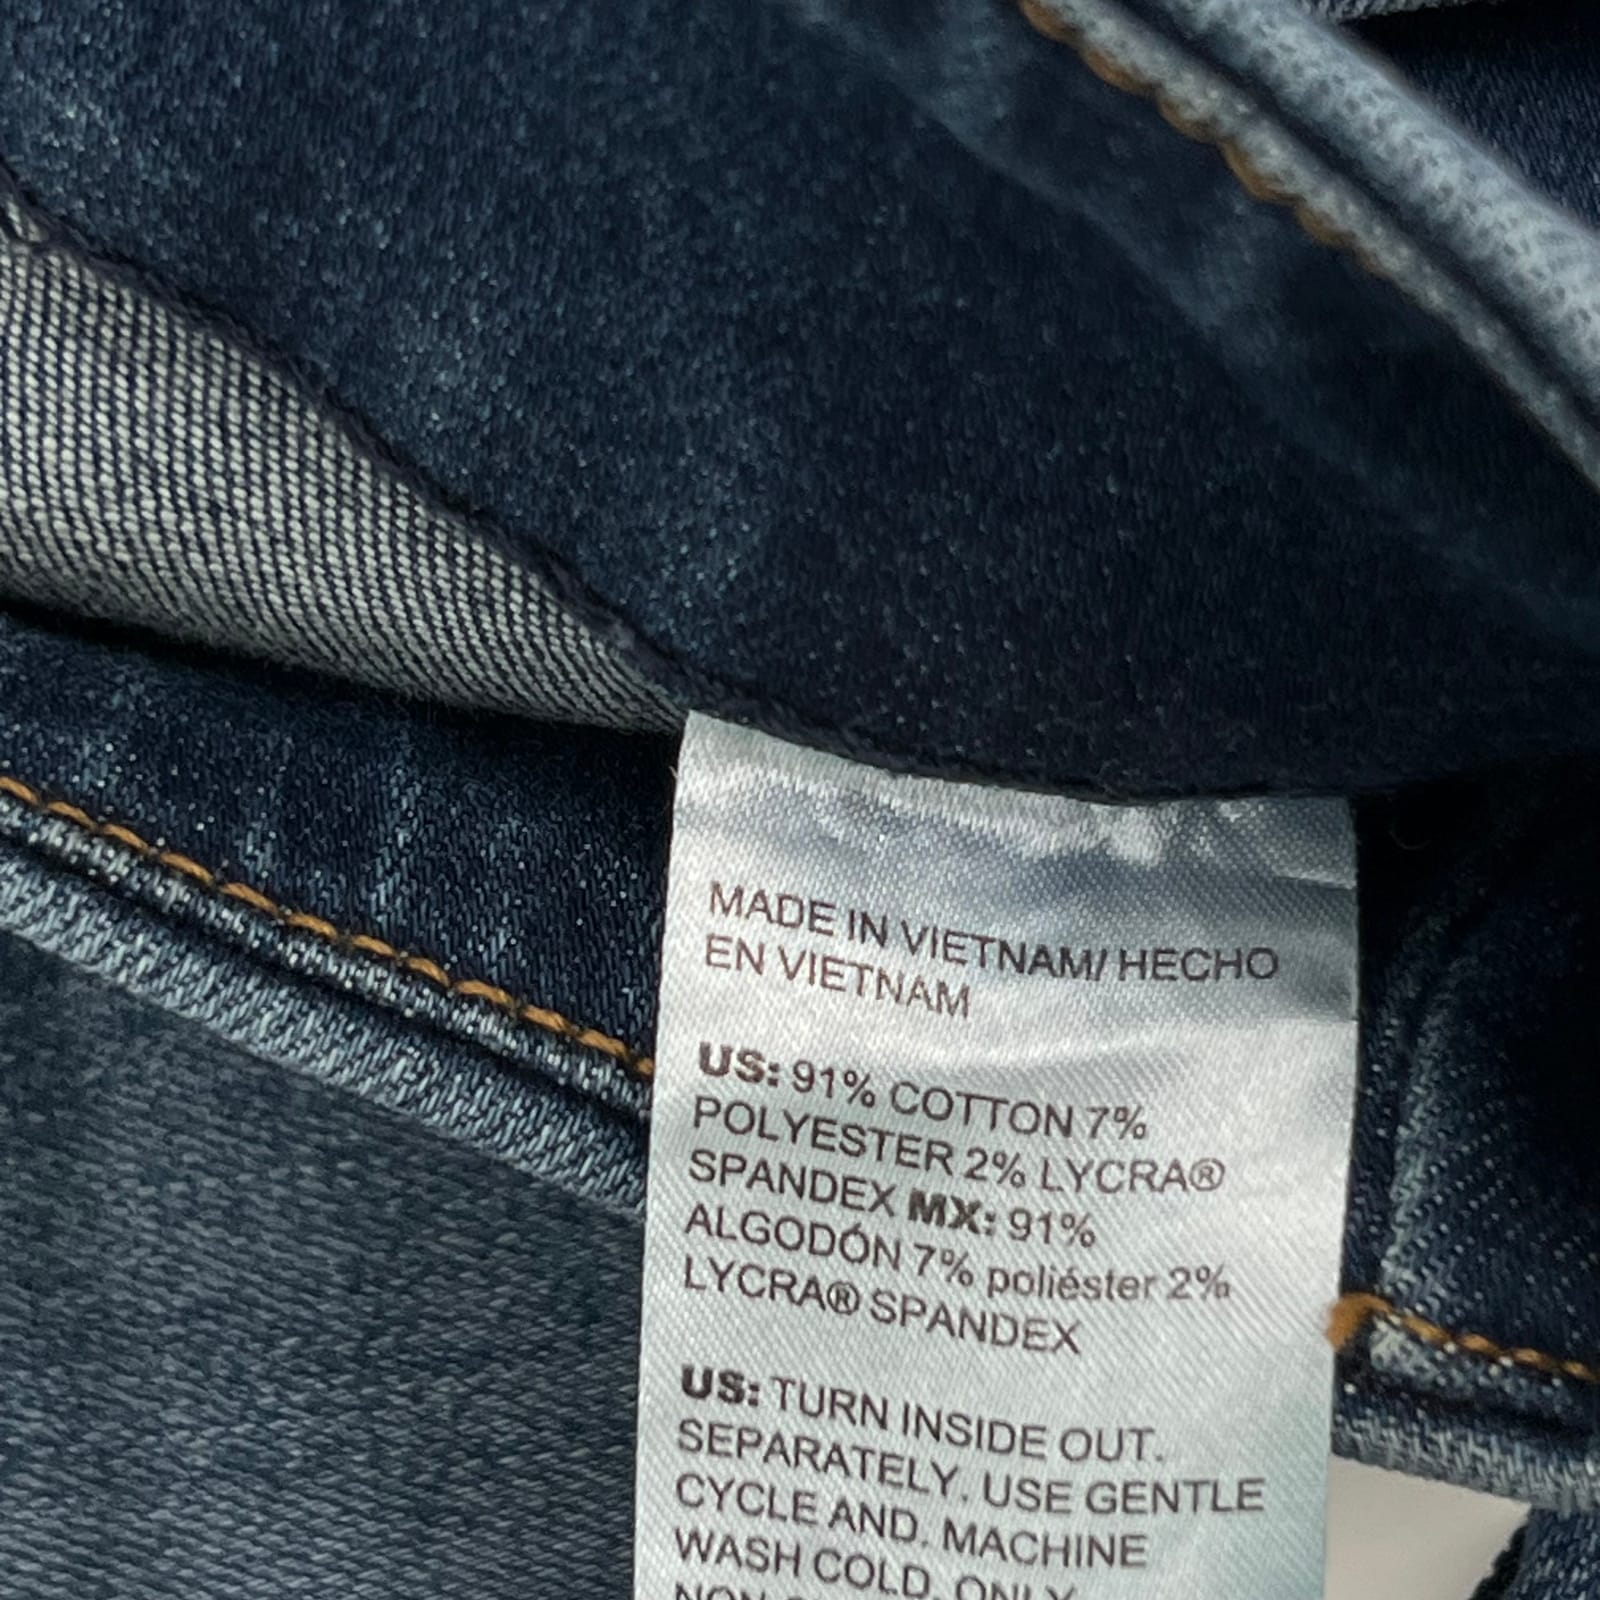 MADE IN VIETNAM/ HECHO
EN VIETNAM
US: 91% COTTON 7%
POLYESTER 2% LYCRA®
SPANDEX MX: 91%
ALGODÓN 7% poliéster 2%
LYCRA® SPANDEX
US: TURN INSIDE OUT.
SEPARATELY. USE GENTLE
CYCLE AND. MACHINE
WASH COLD. ONLY